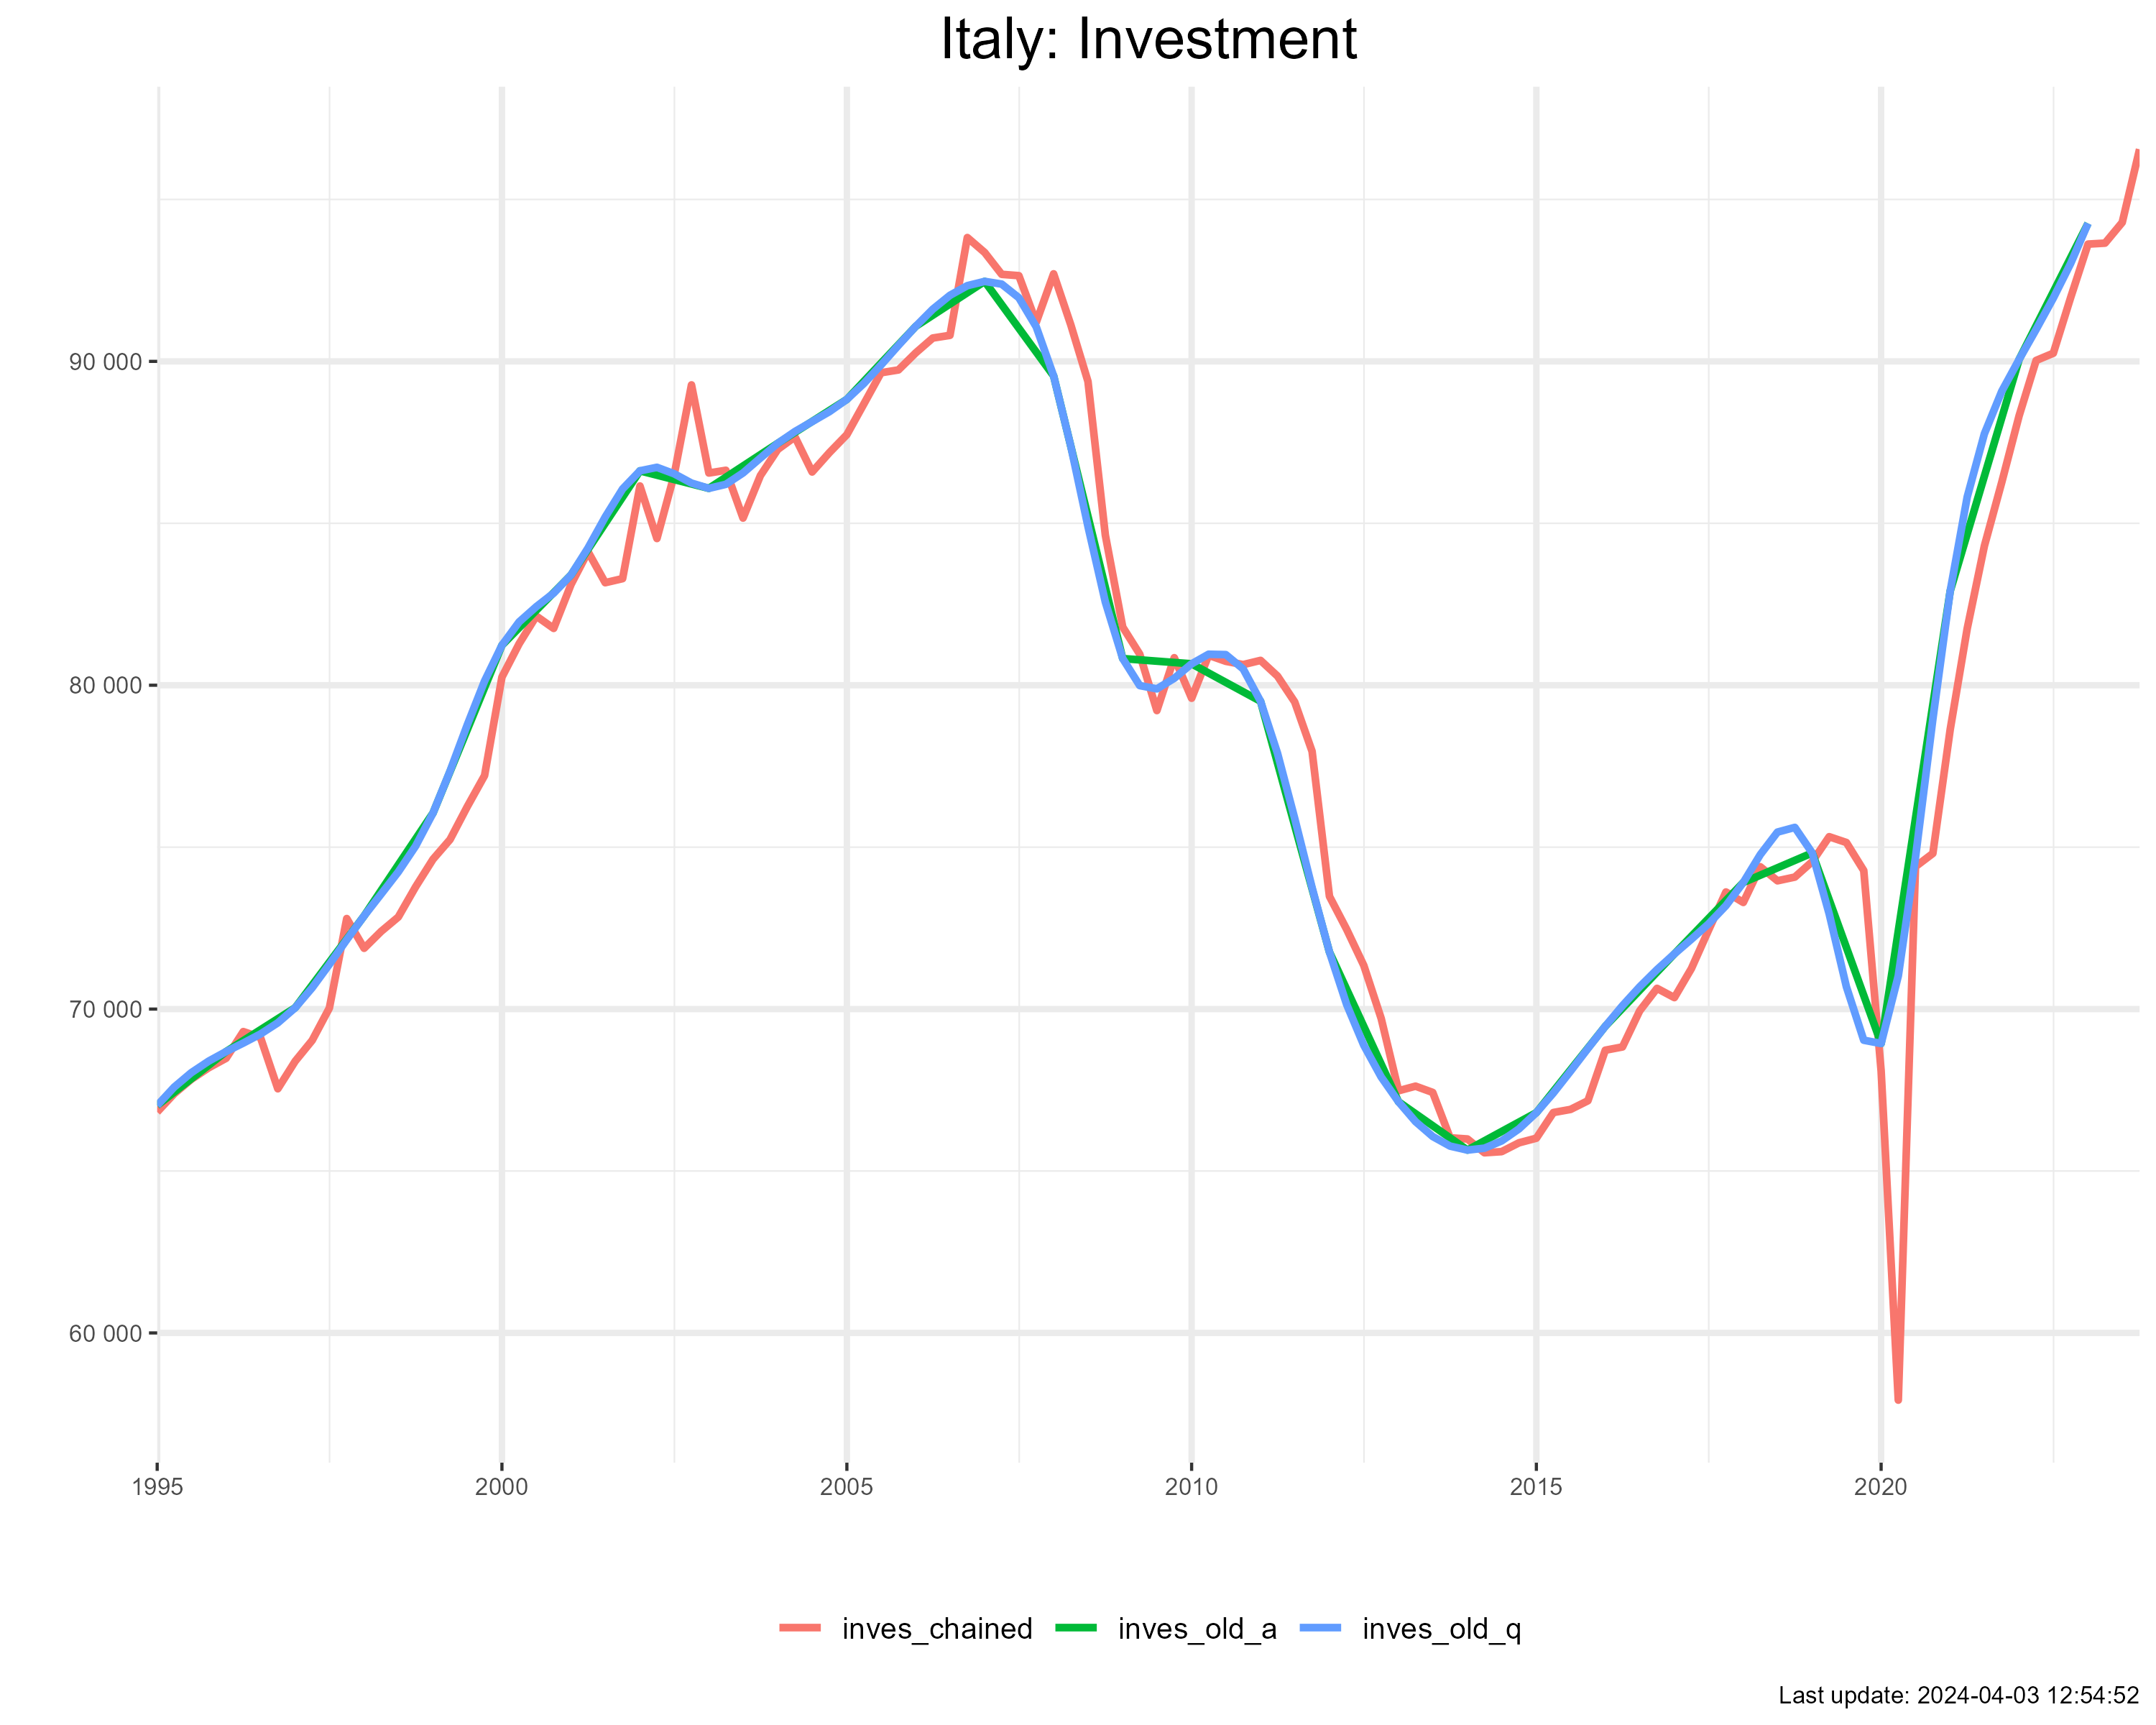 Italy: Investment
90 000
80 000
70 000
60 000
1995 2000 2005 2010 2015 2020
inves_chained inves_old_a inves_old_q
Last update: 2024-04-03 12:54:52